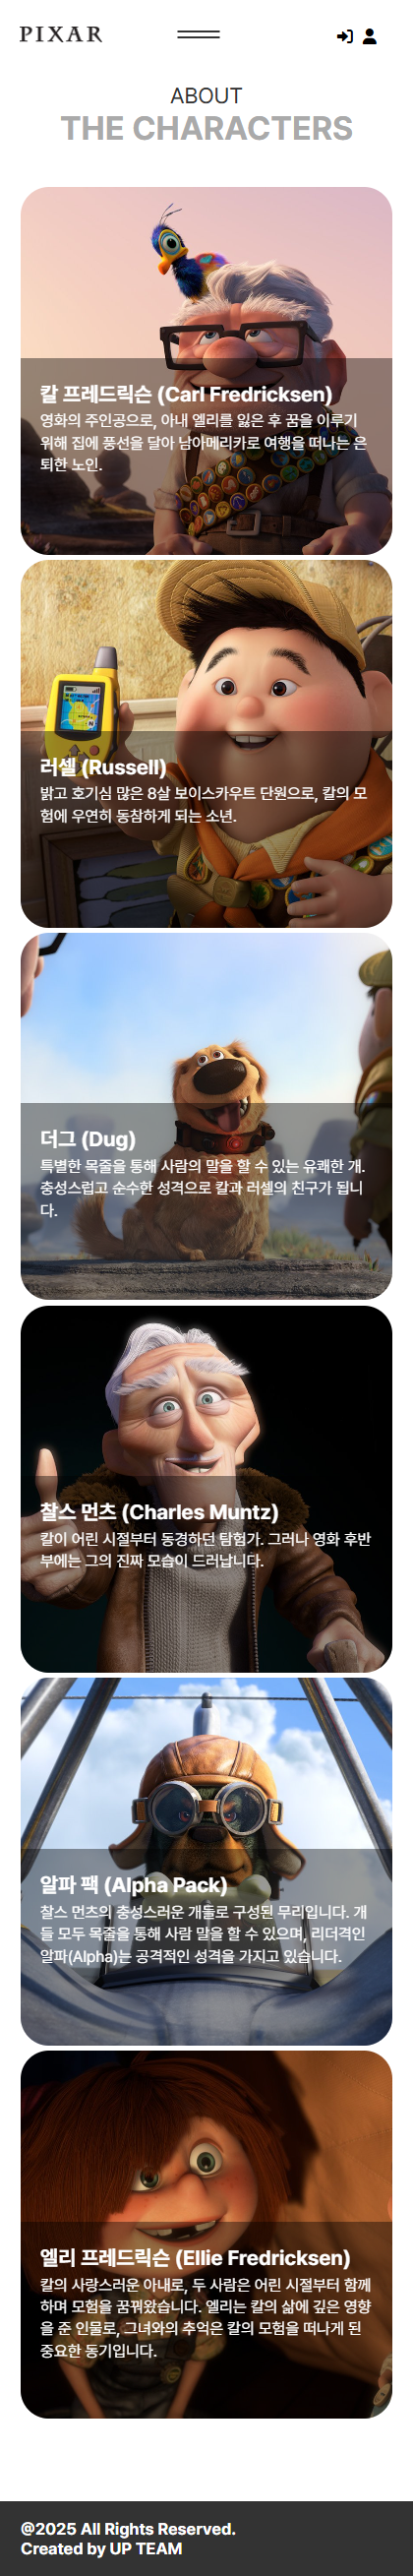 PIXAR
ABOUT
THE CHARACTERS
칼 프레드릭슨 (Carl Fredricksen)
영화의 주인공으로, 아내 엘리를 잃은 후 꿈을 이루기
위해 집에 풍선을 달아 남아메리카로 여행을 떠나는 은
퇴한 노인.
러셀 (Russell)
밝고 호기심 많은 8살 보이스카우트 단원으로, 칼의 모
험에 우연히 동참하게 되는 소년.
더그 (Dug)
특별한 목줄을 통해 사람의 말을 할 수 있는 유쾌한 개.
충성스럽고 순수한 성격으로 칼과 러셀의 친구가 됩니
다.
찰스 먼츠 (Charles Muntz)
칼이 어린 시절부터 동경하던 탐험가. 그러나 영화 후반
부에는 그의 진짜 모습이 드러납니다.
알파 팩 (Alpha Pack)
찰스 먼츠의 충성스러운 개들로 구성된 무리입니다. 개
들 모두 목줄을 통해 사람 말을 할 수 있으며, 리더격인
알파(Alpha)는 공격적인 성격을 가지고 있습니다.
엘리 프레드릭슨 (Ellie Fredricksen)
칼의 사랑스러운 아내로, 두 사람은 어린 시절부터 함께
하며 모험을 꿈꿔왔습니다. 엘리는 칼의 삶에 깊은 영향
을 준 인물로, 그녀와의 추억은 칼의 모험을 떠나게 된
중요한 동기입니다.
@2025 All Rights Reserved.
Created by UP TEAM